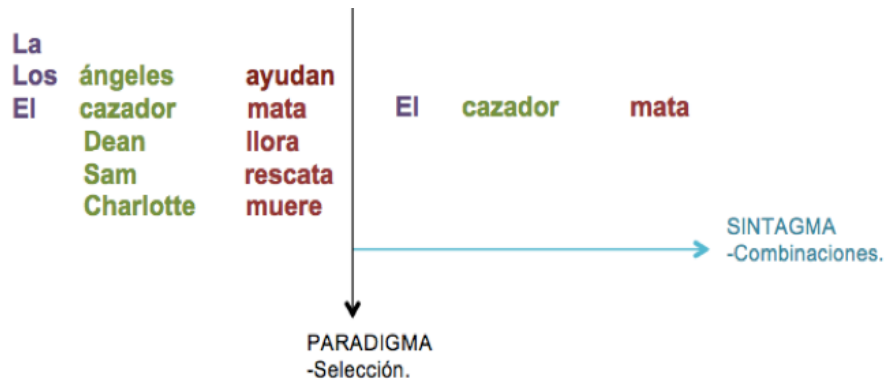 La
Los ángeles ayudan
El cazador mata El cazador mata
Dean llora
Sam rescata
Charlotte muere
SINTAGMA
-Combinaciones.
PARADIGMA
-Selección.